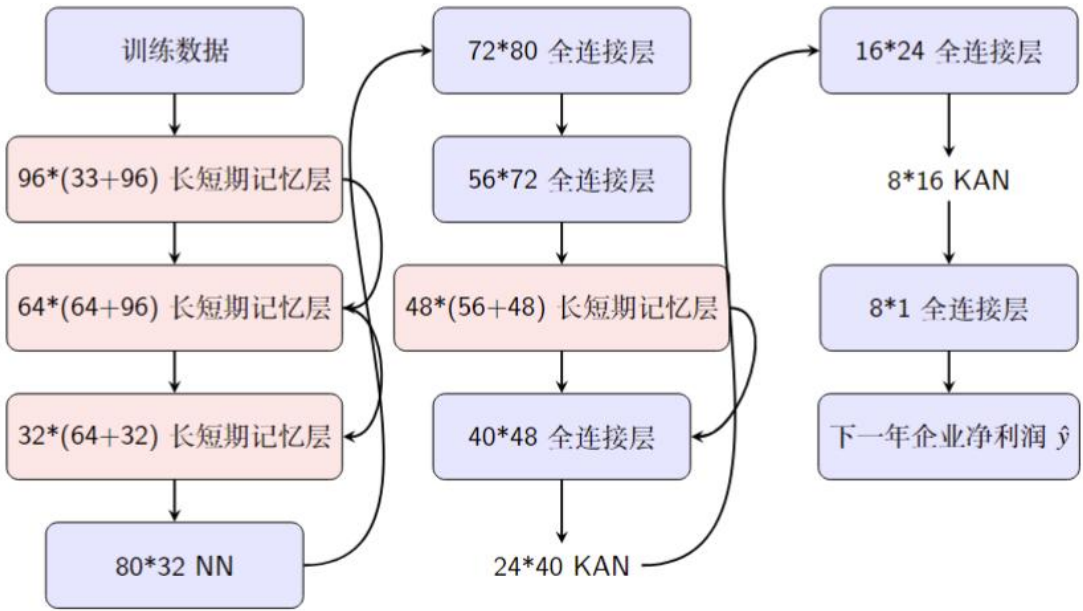 训练数据
96*(33+96) 长短期记忆层
64*(64+96) 长短期记忆层
32*(64+32) 长短期记忆层
80*32 NN
72*80 全连接层
56*72 全连接层
48*(56+48) 长短期记忆层
40*48 全连接层
24*40 KAN
16*24 全连接层
8*16 KAN
8*1 全连接层
下一年企业净利润 ŷ